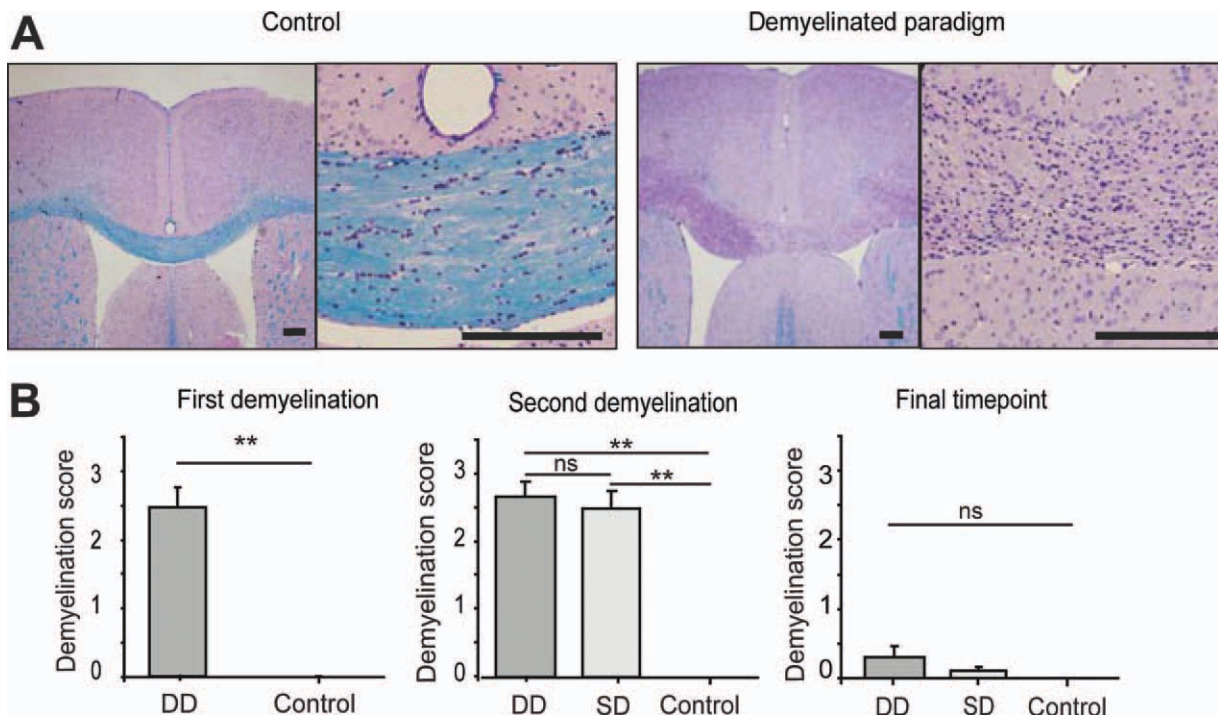 A
Control
Demyelinated paradigm
B
First demyelination
Second demyelination
Final timepoint
Demyelination score
3
2
1
0
**
DD
Control
Demyelination score
3
2
1
0
**
ns
**
DD
SD
Control
Demyelination score
3
2
1
0
ns
DD
SD
Control